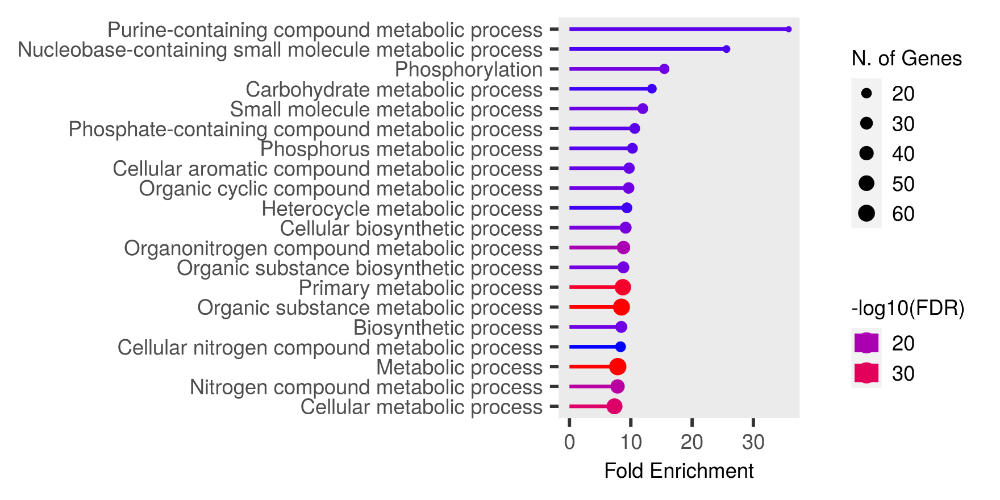 Purine-containing compound metabolic process
Nucleobase-containing small molecule metabolic process
Phosphorylation
Carbohydrate metabolic process
Small molecule metabolic process
Phosphate-containing compound metabolic process
Phosphorus metabolic process
Cellular aromatic compound metabolic process
Organic cyclic compound metabolic process
Heterocycle metabolic process
Cellular biosynthetic process
Organonitrogen compound metabolic process
Organic substance biosynthetic process
Primary metabolic process
Organic substance metabolic process
Biosynthetic process
Cellular nitrogen compound metabolic process
Metabolic process
Nitrogen compound metabolic process
Cellular metabolic process
0 10 20 30
Fold Enrichment
N. of Genes
20
30
40
50
60
-log10(FDR)
20
30